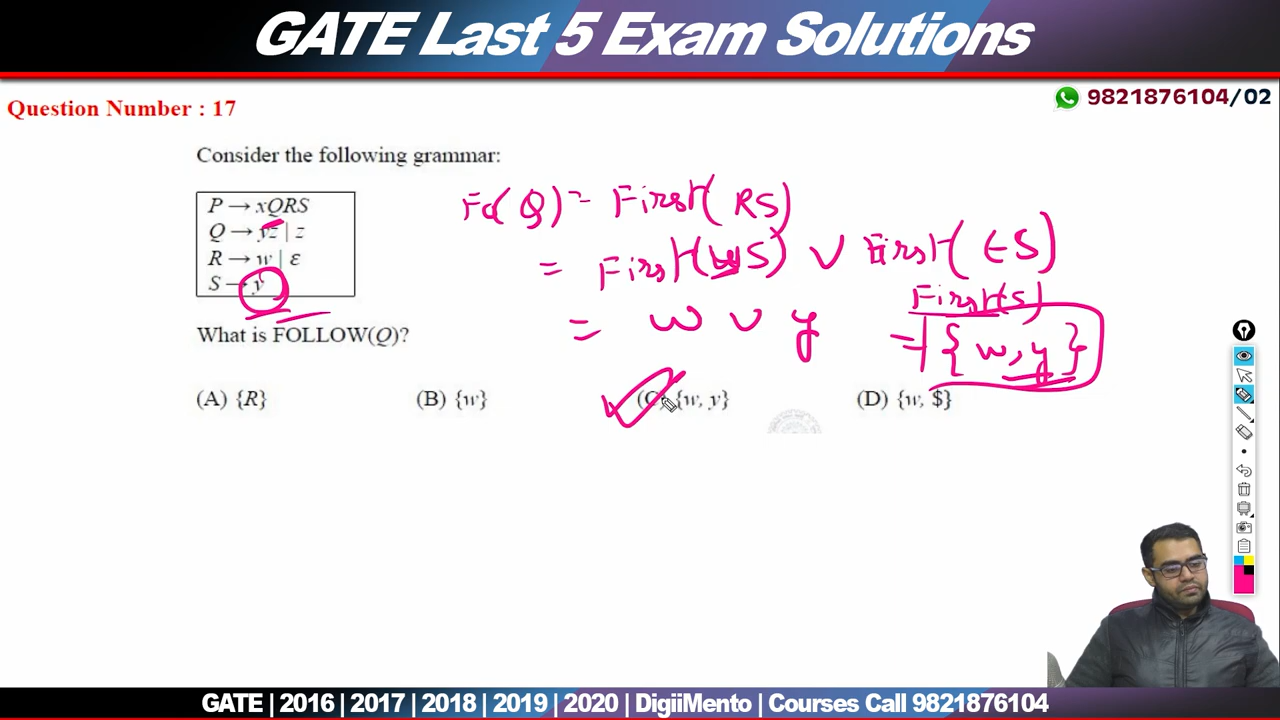 GATE Last 5 Exam Solutions
Question Number : 17
9821876104/02
Consider the following grammar:
P → xQRS
Q → yz | z
R → w | ε
S → y
What is FOLLOW(Q)?
Fo(Q) = First(RS)
= First(wS) ∪ First(ES)
First(S)
= w ∪ y = {w, y}
(A) {R} (B) {w} (C) {w, y} (D) {w, $}
GATE | 2016 | 2017 | 2018 | 2019 | 2020 | DigiiMento | Courses Call 9821876104